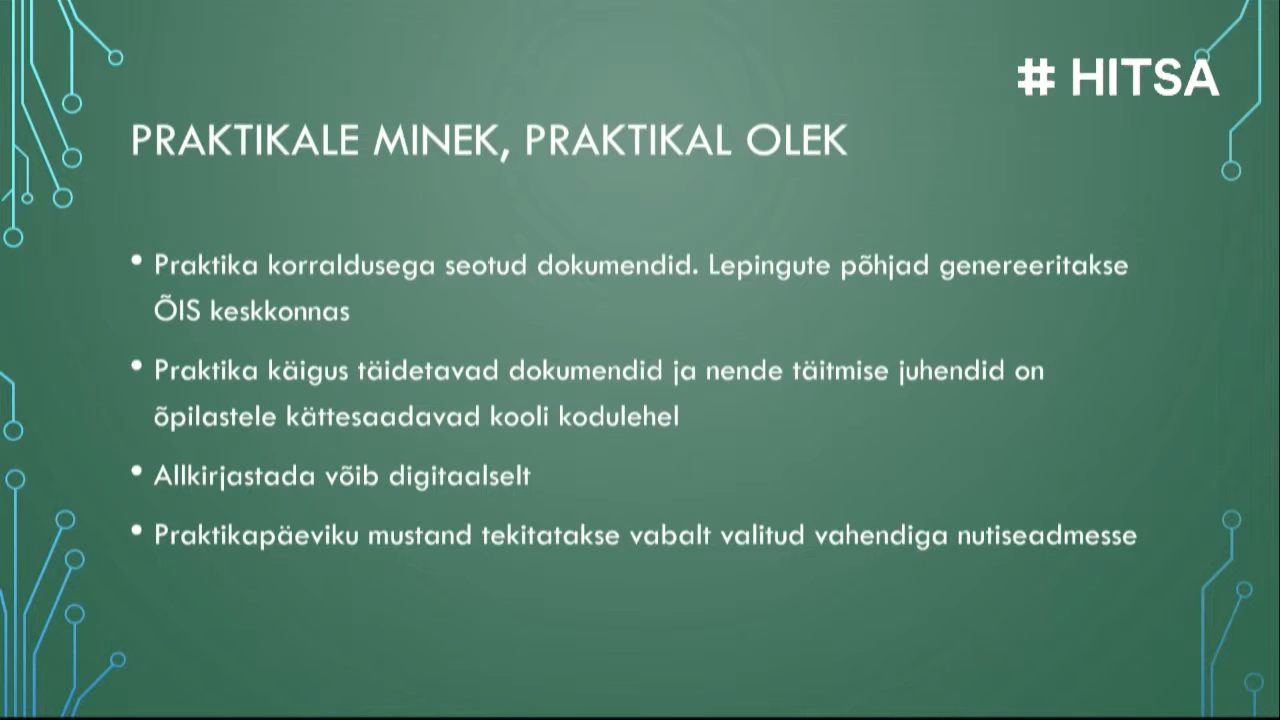 # HITSA
PRAKTIKALE MINEK, PRAKTIKAL OLEK
• Praktika korraldusega seotud dokumendid. Lepingute põhjad genereeritakse
ÕIS keskkonnas
• Praktika käigus täidetavad dokumendid ja nende täitmise juhendid on
õpilastele kättesaadavad kooli kodulehel
• Allkirjastada võib digitaalselt
• Praktikapäeviku mustand tekitatakse vabalt valitud vahendiga nutiseadmesse